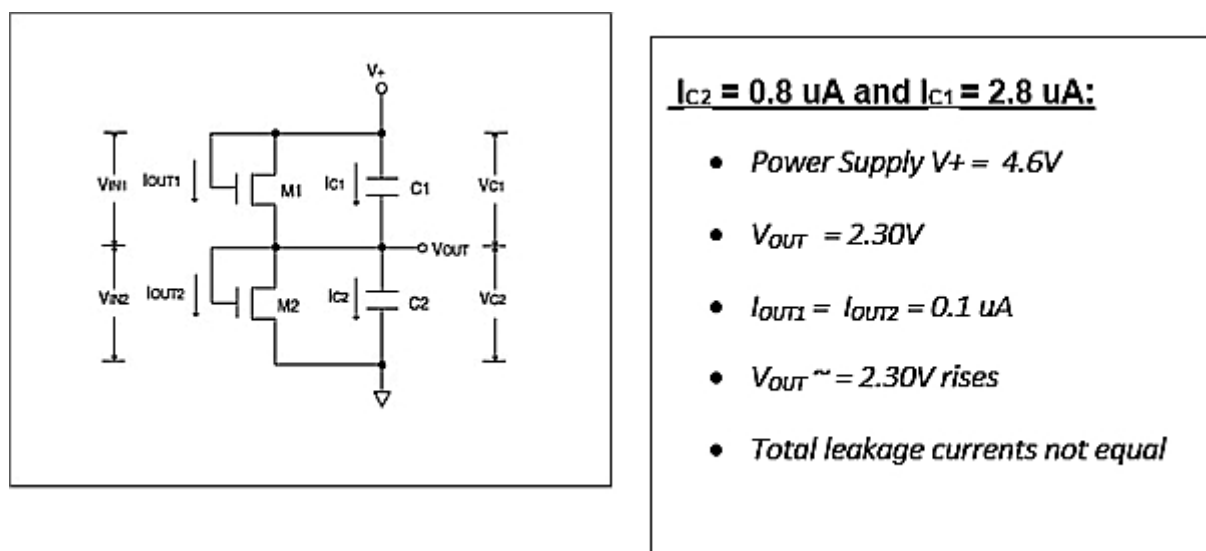 V+
VIN1 IOUT1 M1 IC1 C1 VC1
VOUT
VIN2 IOUT2 M2 IC2 C2 VC2
IC2 = 0.8 uA and IC1 = 2.8 uA:
• Power Supply V+ = 4.6V
• VOUT = 2.30V
• IOUT1 = IOUT2 = 0.1 uA
• VOUT ~ = 2.30V rises
• Total leakage currents not equal